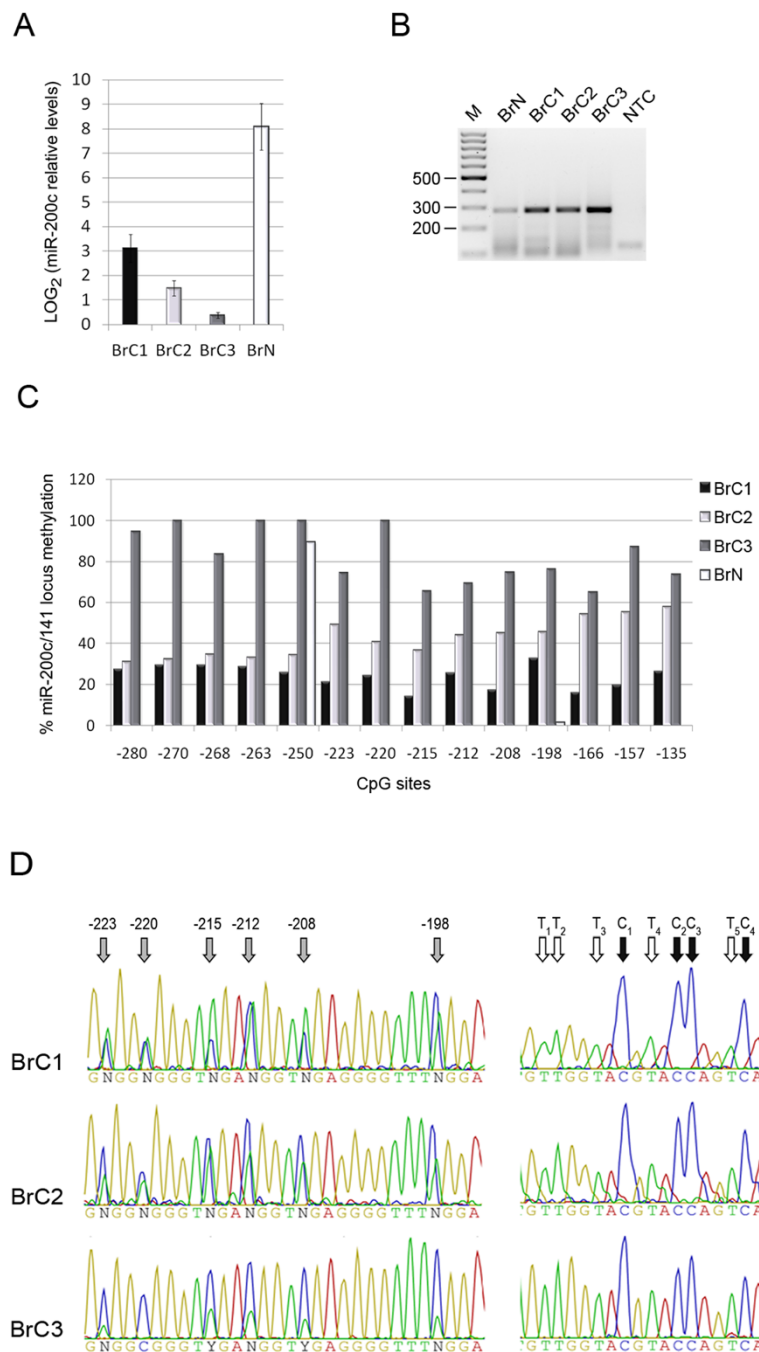 A
LOG2 (miR-200c relative levels)
10
9
8
7
6
5
4
3
2
1
0
BrC1 BrC2 BrC3 BrN
B
M BrN BrC1 BrC2 BrC3 NTC
500
300
200
C
% miR-200c/141 locus methylation
120
100
80
60
40
20
0
-280 -270 -268 -263 -250 -223 -220 -215 -212 -208 -198 -166 -157 -135
CpG sites
BrC1
BrC2
BrC3
BrN
D
-223 -220 -215 -212 -208 -198
T1 T2 T3 C1 T4 C2 C3 T5 C4
BrC1
GNGGNGGGTNGANGGTNGAGGGGTTTNGGA
TGTTGGTACGTACCAGTCA
BrC2
GNGGNGGGTNGANGGTNGAGGGGTTTNGGA
TGTTGGTACGTACCAGTCA
BrC3
GNGGCGGGTYGANGGTYGAGGGGTTTNGGA
TGTTGGTACGTACCAGTCA